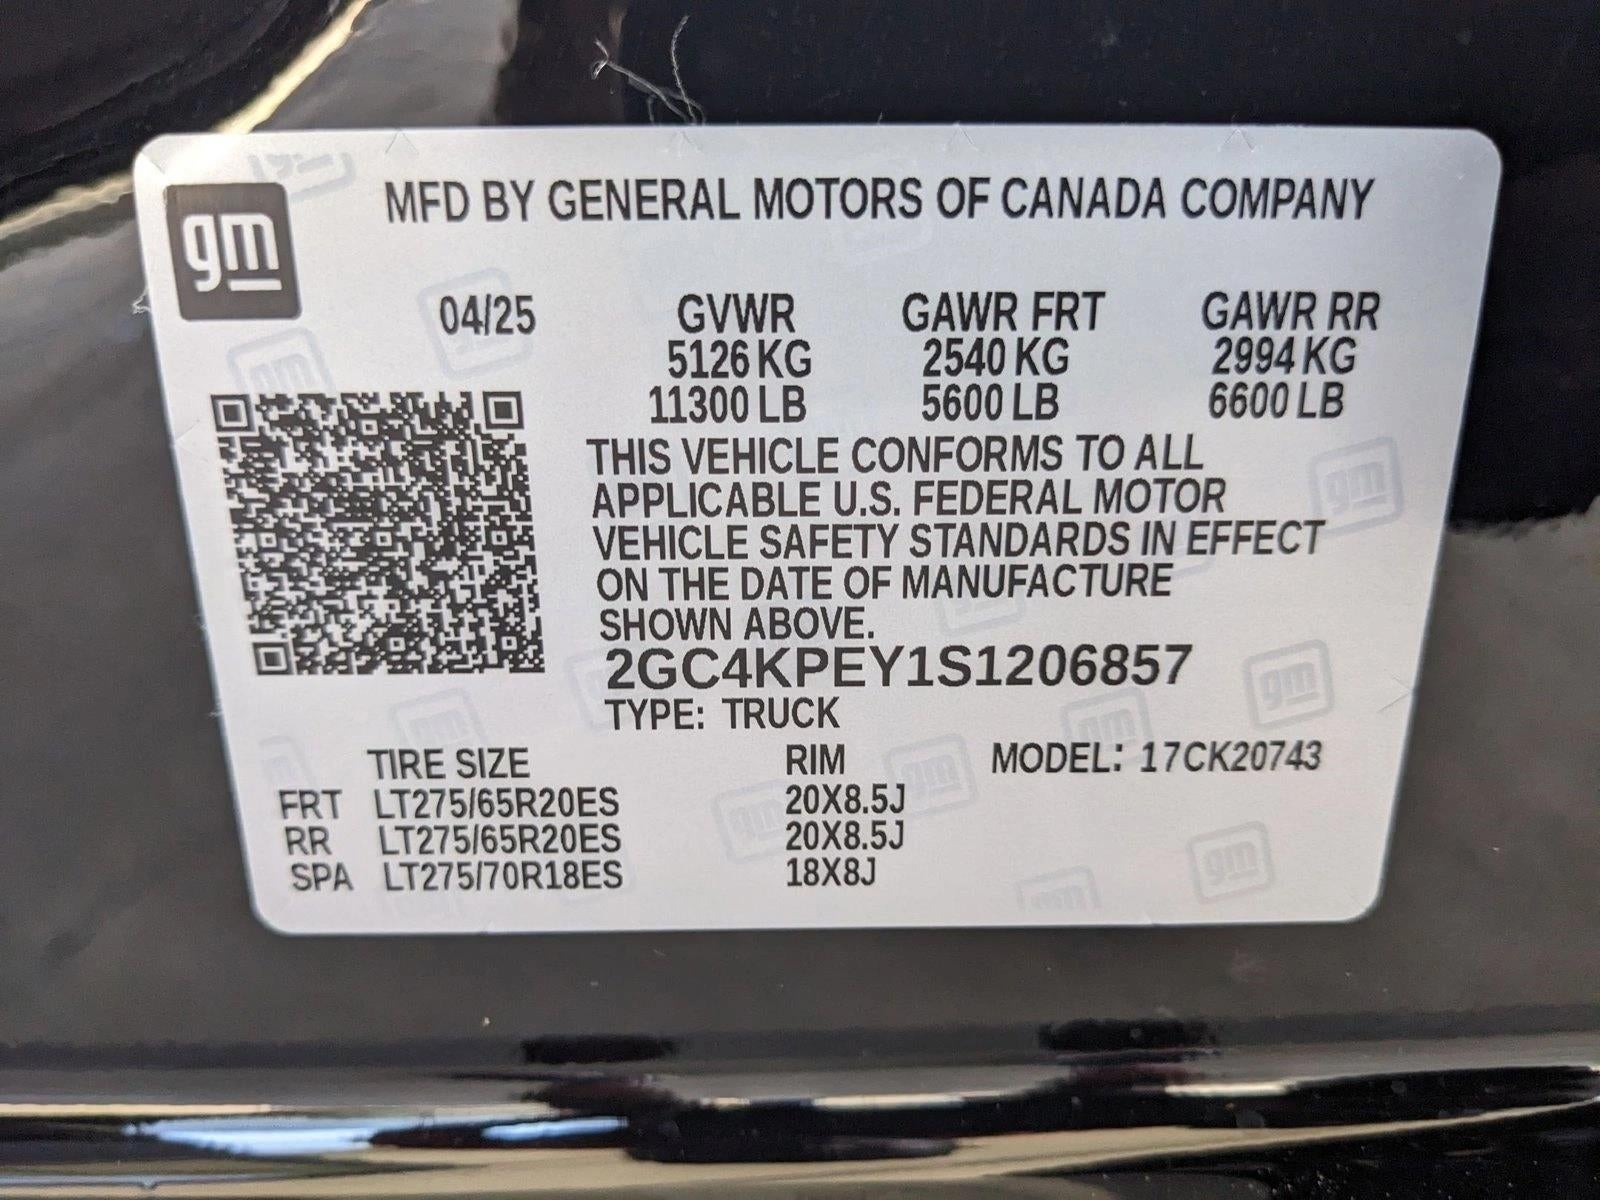 gm
MFD BY GENERAL MOTORS OF CANADA COMPANY
04/25 GVWR GAWR FRT GAWR RR
5126 KG 2540 KG 2994 KG
11300 LB 5600 LB 6600 LB
THIS VEHICLE CONFORMS TO ALL
APPLICABLE U.S. FEDERAL MOTOR
VEHICLE SAFETY STANDARDS IN EFFECT
ON THE DATE OF MANUFACTURE
SHOWN ABOVE.
2GC4KPEY1S1206857
TYPE: TRUCK
TIRE SIZE RIM MODEL: 17CK20743
FRT LT275/65R20ES 20X8.5J
RR LT275/65R20ES 20X8.5J
SPA LT275/70R18ES 18X8J